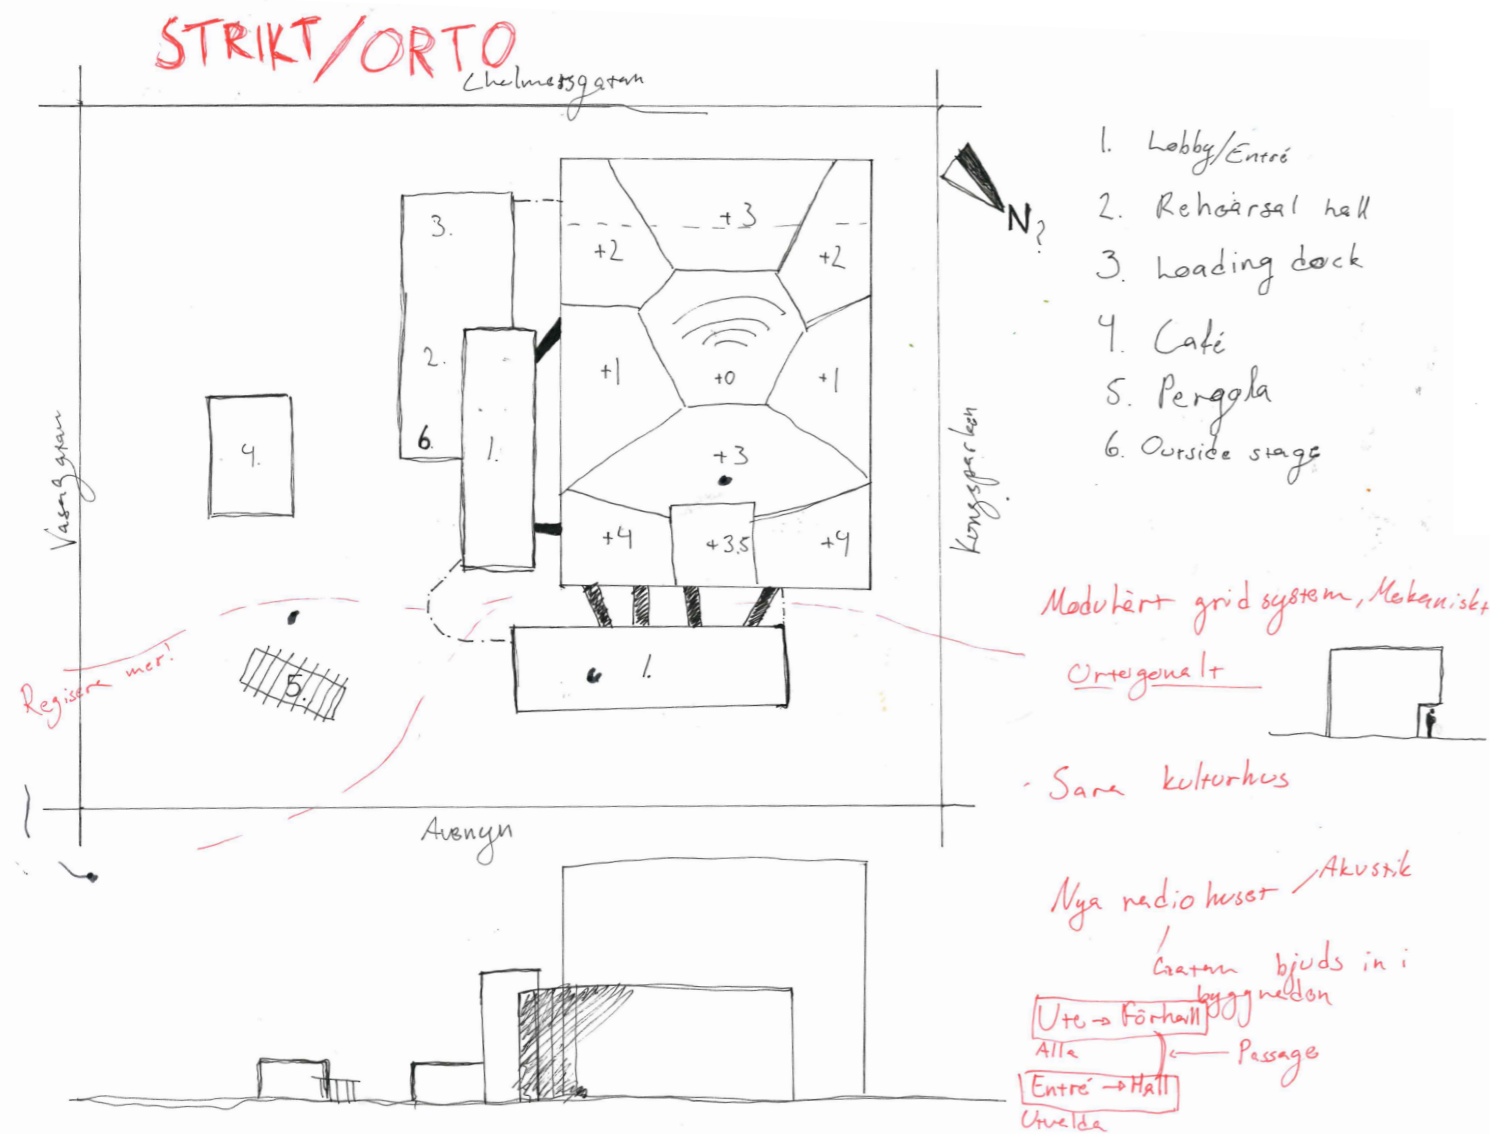 STRIKT/ORTO
Chalmersgatan
1. Lobby/Entré
2. Rehearsal hall
3. Loading dock
4. Café
5. Perggla
6. Ourside stage
N?
3.
2.
6.
1.
4.
+3
+2
+2
+1
+0
+1
+3
+4
+3.5
+4
Vasagatan
Kungsparken
5.
1.
Registrera mer!
Avenyn
Modulärt grid system, Mekaniskt
Ortogonalt
Sara kulturhus
Nya radiohuset / Akustik
Gatan bjuds in i
byggnaden
Ute → Förhall
Alla
Passage
Entré → Hall
Utvalda